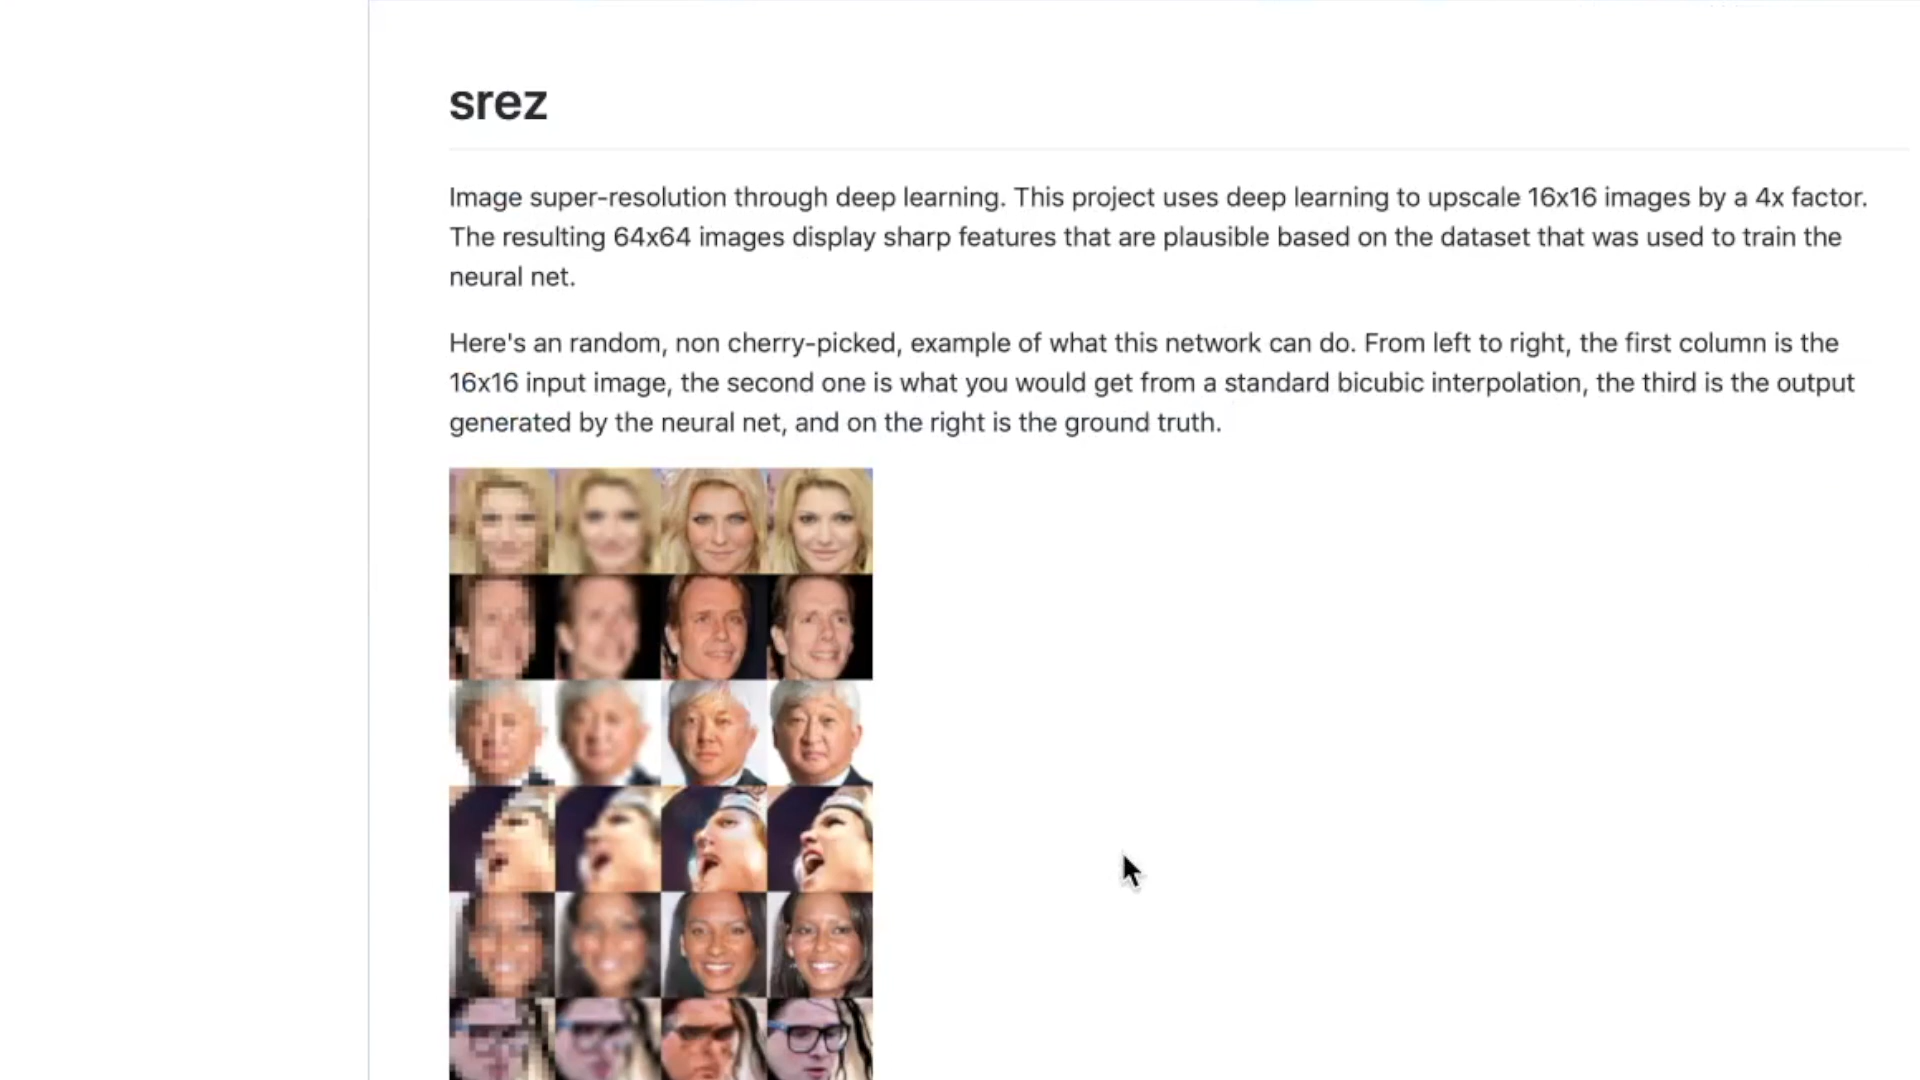 srez
Image super-resolution through deep learning. This project uses deep learning to upscale 16x16 images by a 4x factor.
The resulting 64x64 images display sharp features that are plausible based on the dataset that was used to train the
neural net.
Here's an random, non cherry-picked, example of what this network can do. From left to right, the first column is the
16x16 input image, the second one is what you would get from a standard bicubic interpolation, the third is the output
generated by the neural net, and on the right is the ground truth.